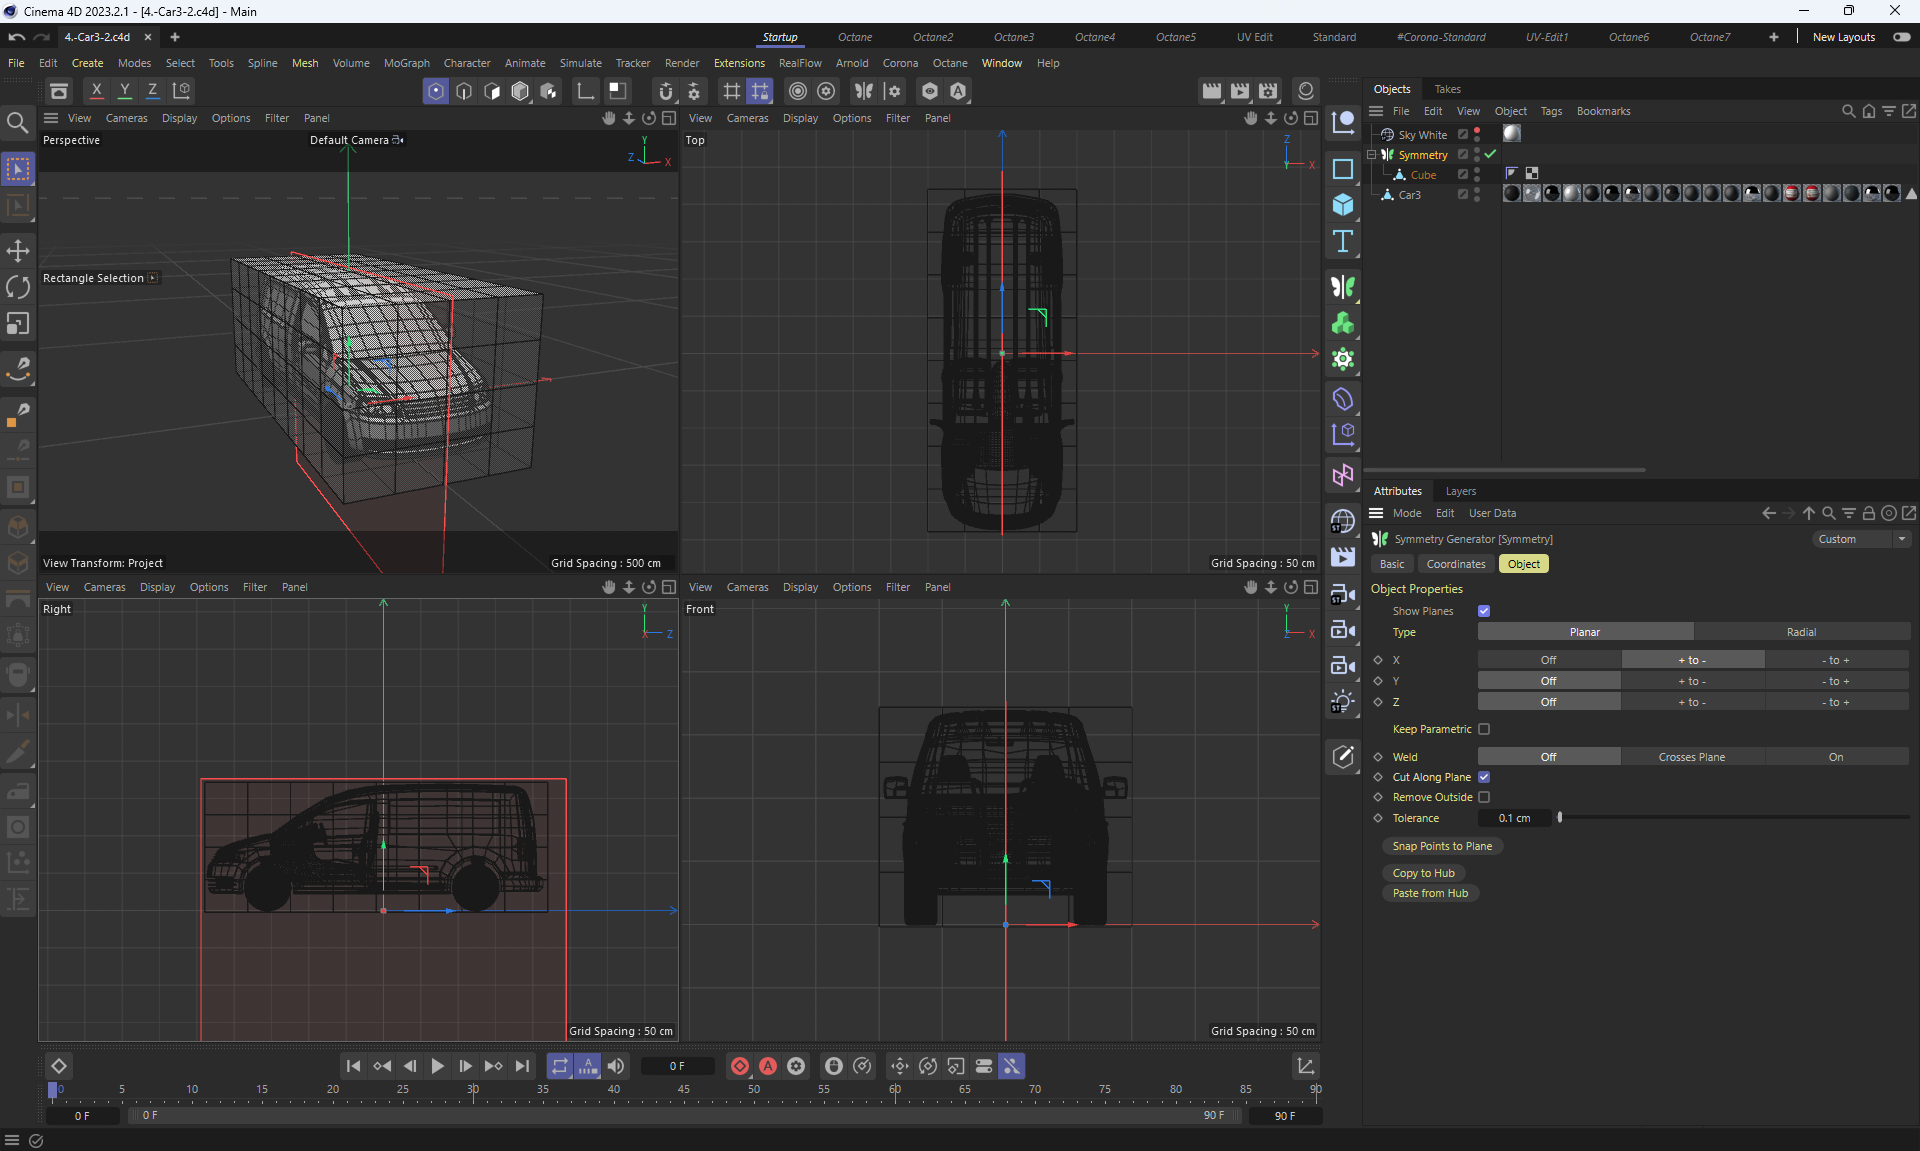 Cinema 4D 2023.2.1 - [4.-Car3-2.c4d] - Main
4.-Car3-2.c4d
Startup Octane Octane2 Octane3 Octane4 Octane5 UV Edit Standard #Corona-Standard UV-Edit1 Octane6 Octane7 New Layouts
File Edit Create Modes Select Tools Spline Mesh Volume MoGraph Character Animate Simulate Tracker Render Extensions RealFlow Arnold Corona Octane Window Help
X Y Z
View Cameras Display Options Filter Panel
Perspective
Default Camera
Y
Z X
Rectangle Selection
View Transform: Project
Grid Spacing : 500 cm
View Cameras Display Options Filter Panel
Top
Z
Y X
Grid Spacing : 50 cm
View Cameras Display Options Filter Panel
Right
Y
X Z
Grid Spacing : 50 cm
View Cameras Display Options Filter Panel
Front
Y
Z X
Grid Spacing : 50 cm
ST
ST
ST
Objects Takes
File Edit View Object Tags Bookmarks
Sky White
Symmetry
Cube
Car3
Attributes Layers
Mode Edit User Data
Symmetry Generator [Symmetry]
Custom
Basic Coordinates Object
Object Properties
Show Planes
Type Planar Radial
X Off + to - - to +
Y Off + to - - to +
Z Off + to - - to +
Keep Parametric
Weld Off Crosses Plane On
Cut Along Plane
Remove Outside
Tolerance 0.1 cm
Snap Points to Plane
Copy to Hub
Paste from Hub
0 F
0 5 10 15 20 25 30 35 40 45 50 55 60 65 70 75 80 85 90
0 F 0 F 90 F 90 F